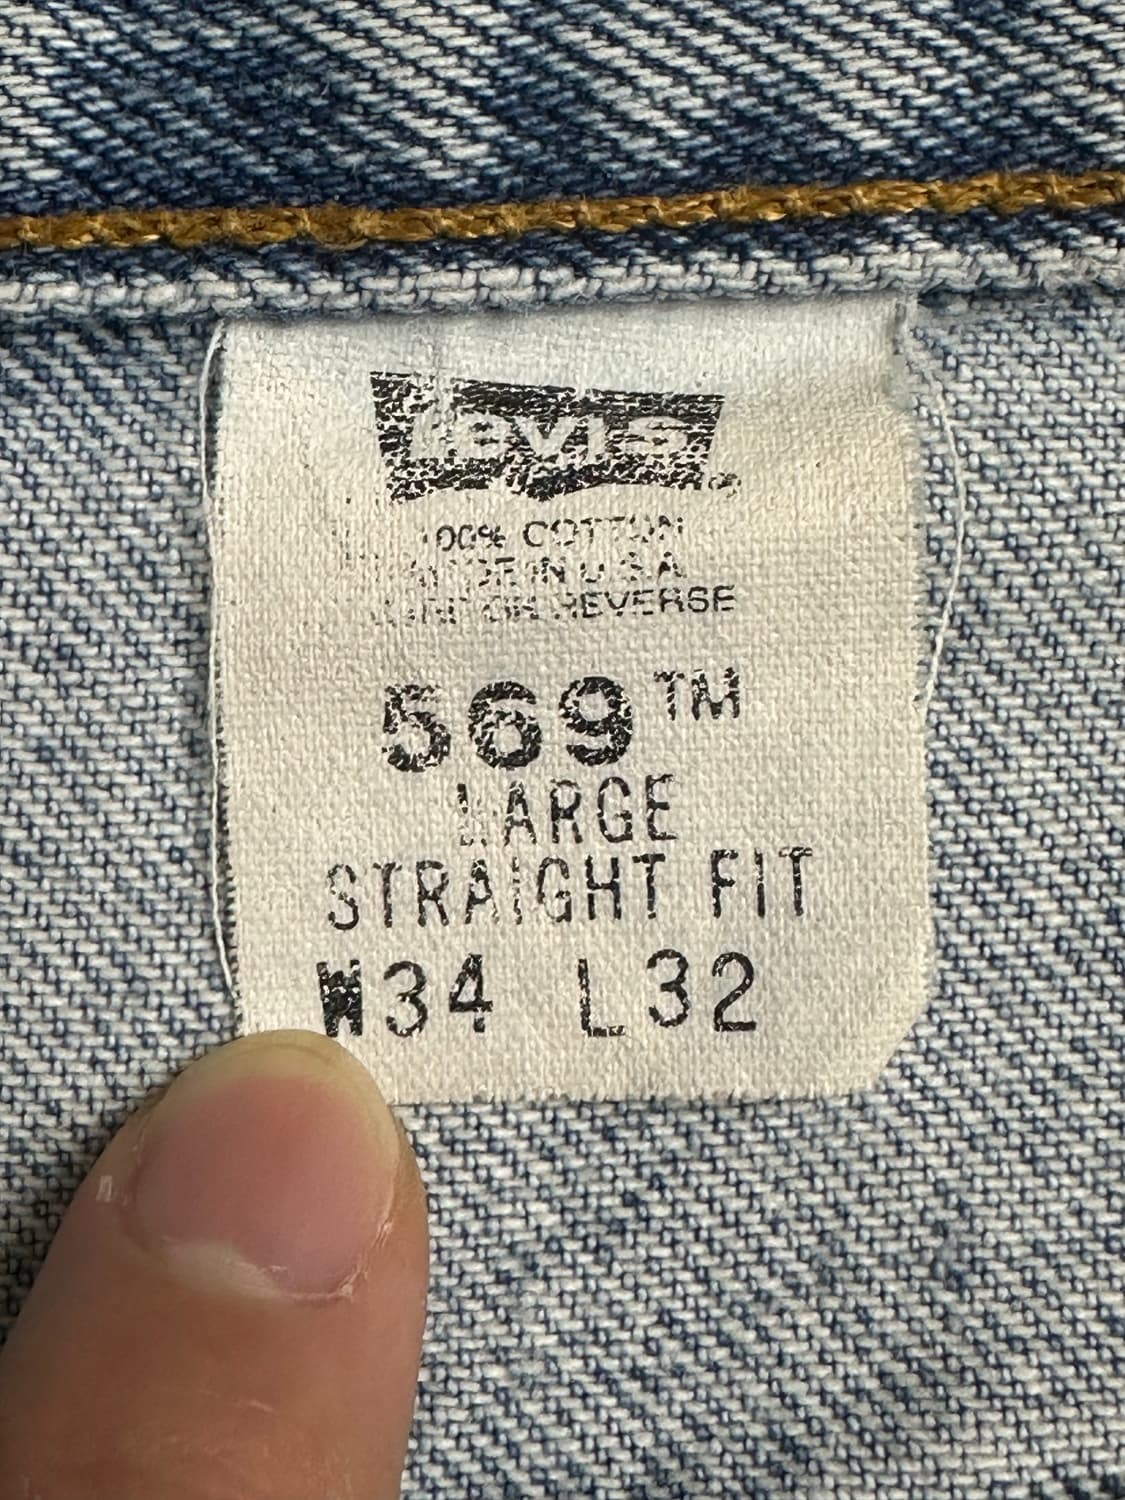 Levi's
100% COTTON
MADE IN U.S.A.
CARE ON REVERSE
569™
LARGE
STRAIGHT FIT
W34 L32